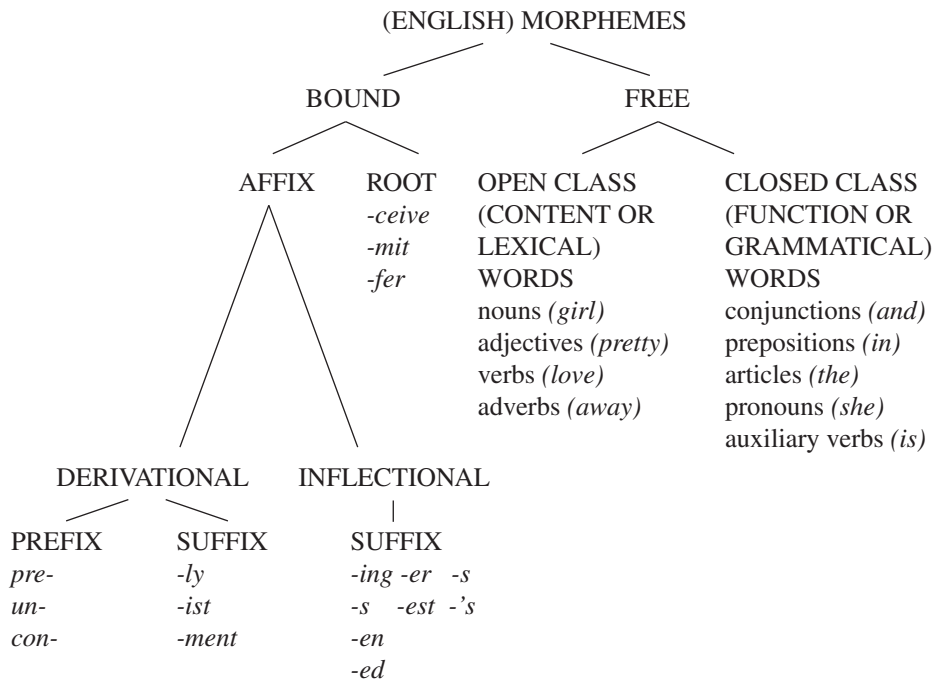 (ENGLISH) MORPHEMES
BOUND
FREE
AFFIX
ROOT
-ceive
-mit
-fer
OPEN CLASS
(CONTENT OR
LEXICAL)
WORDS
nouns (girl)
adjectives (pretty)
verbs (love)
adverbs (away)
CLOSED CLASS
(FUNCTION OR
GRAMMATICAL)
WORDS
conjunctions (and)
prepositions (in)
articles (the)
pronouns (she)
auxiliary verbs (is)
DERIVATIONAL
INFLECTIONAL
PREFIX
pre-
un-
con-
SUFFIX
-ly
-ist
-ment
SUFFIX
-ing -er -s
-s -est -'s
-en
-ed